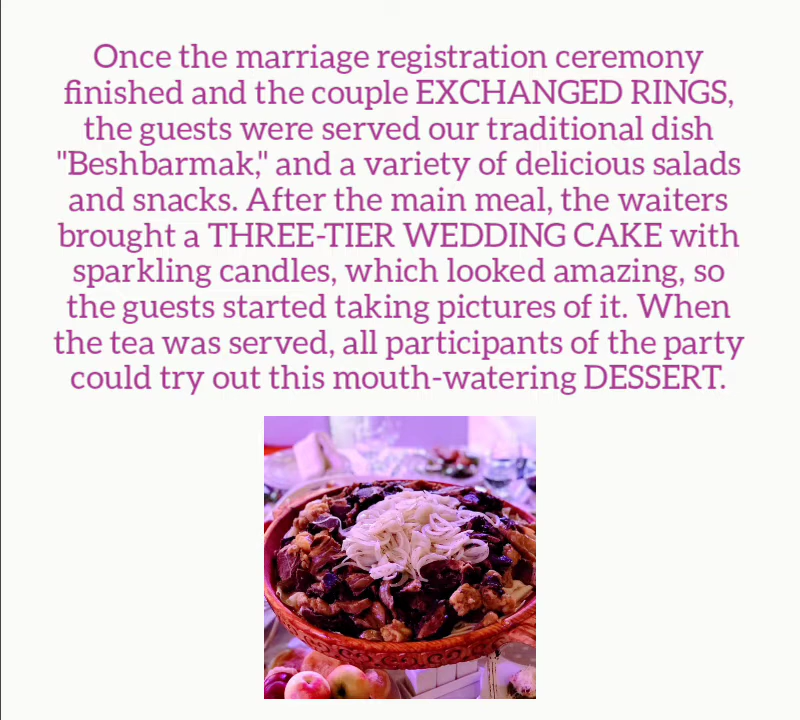 Once the marriage registration ceremony
finished and the couple EXCHANGED RINGS,
the guests were served our traditional dish
"Beshbarmak," and a variety of delicious salads
and snacks. After the main meal, the waiters
brought a THREE-TIER WEDDING CAKE with
sparkling candles, which looked amazing, so
the guests started taking pictures of it. When
the tea was served, all participants of the party
could try out this mouth-watering DESSERT.